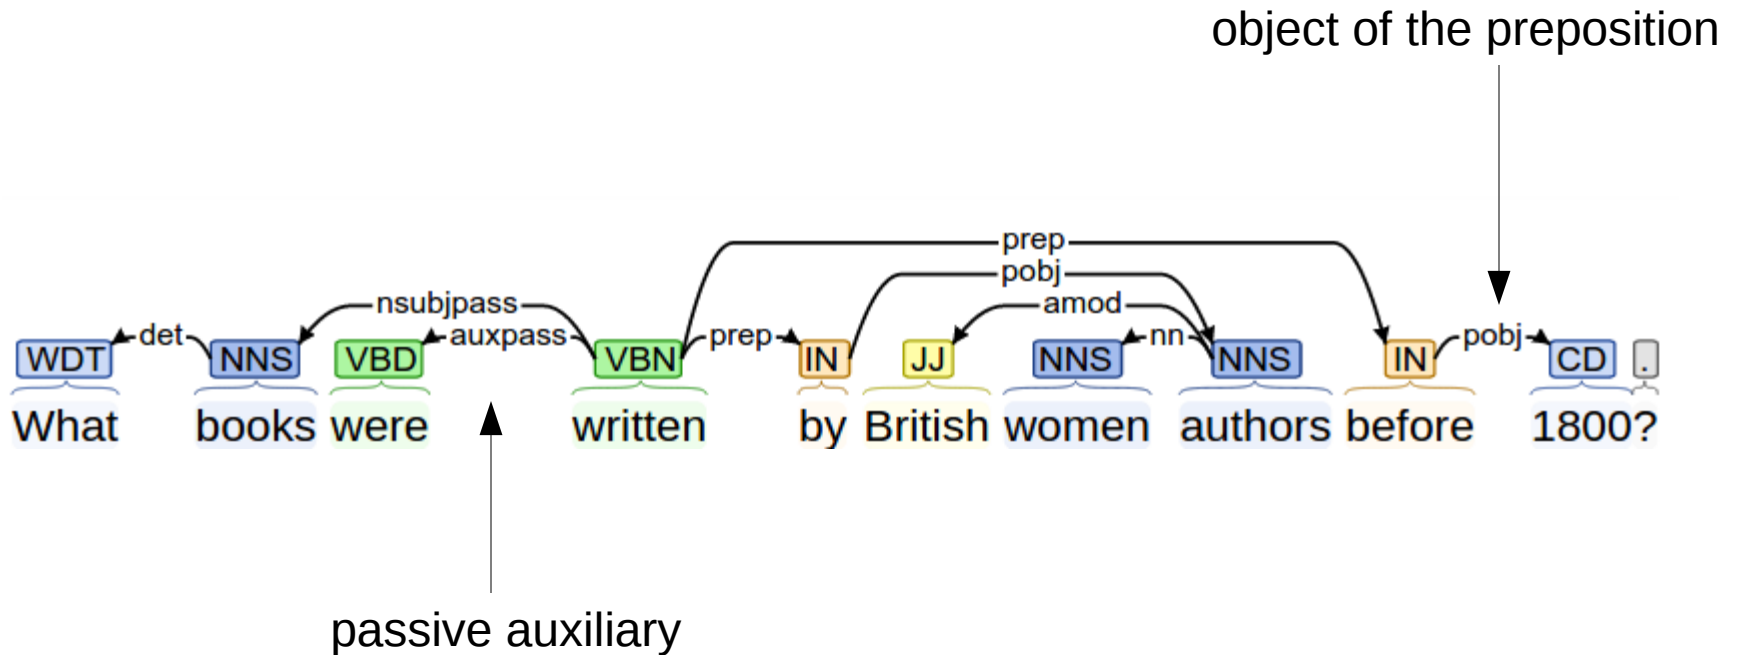 object of the preposition
prep
pobj
nsubjpass amod
det auxpass prep nn pobj
WDT NNS VBD VBN IN JJ NNS NNS IN CD .
What books were written by British women authors before 1800?
passive auxiliary